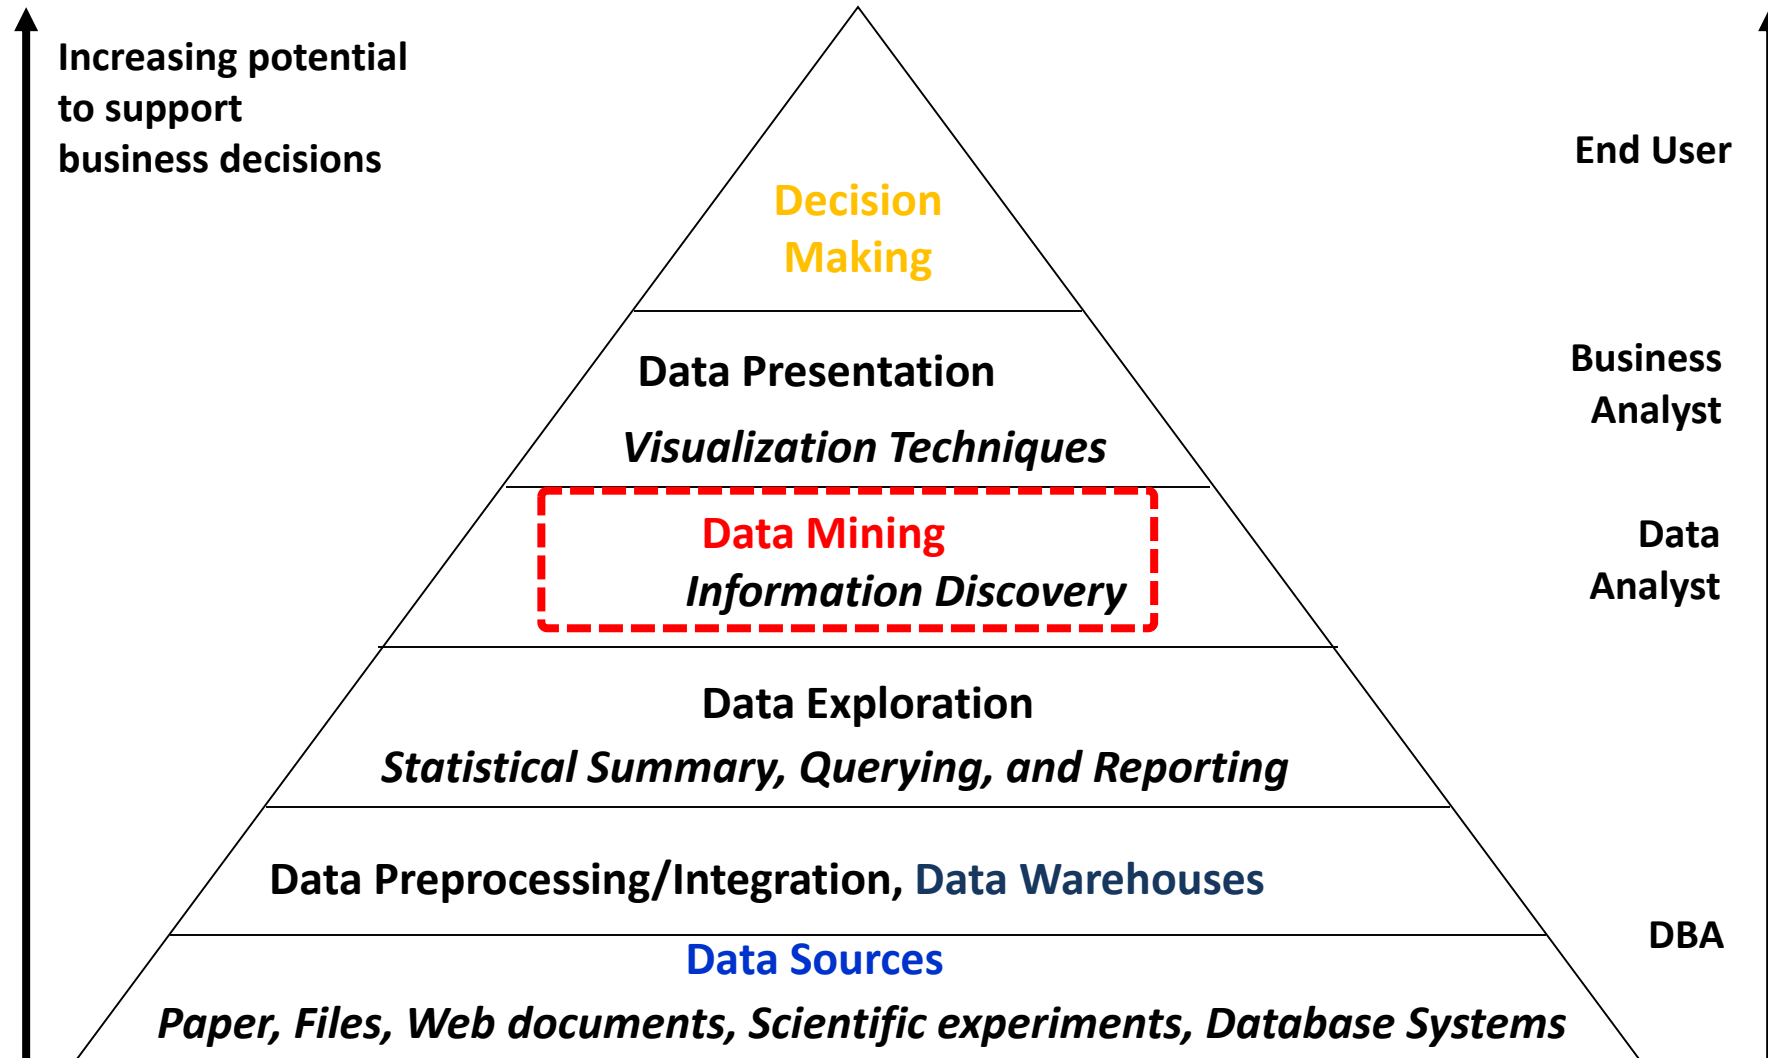 Increasing potential
to support
business decisions
End User
Decision
Making
Data Presentation
Visualization Techniques
Business
Analyst
Data Mining
Information Discovery
Data
Analyst
Data Exploration
Statistical Summary, Querying, and Reporting
Data Preprocessing/Integration, Data Warehouses
DBA
Data Sources
Paper, Files, Web documents, Scientific experiments, Database Systems